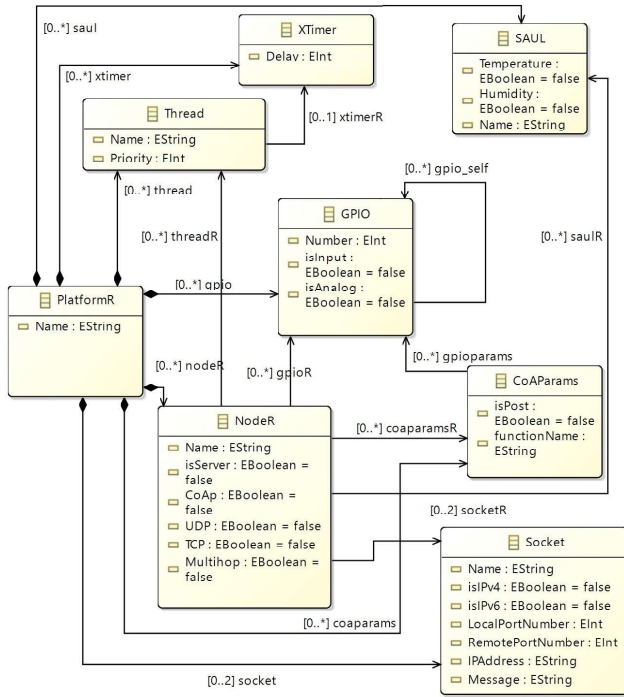 [0..*] saul
XTimer
Delay : EInt
SAUL
Temperature :
EBoolean = false
Humidity :
EBoolean = false
Name : EString
[0..*] xtimer
Thread
Name : EString
Priority : EInt
[0..1] xtimerR
[0..*] thread
[0..*] threadR
[0..*] gpio_self
GPIO
Number : EInt
isInput :
EBoolean = false
isAnalog :
EBoolean = false
[0..*] saulR
[0..*] gpio
PlatformR
Name : EString
[0..*] nodeR
[0..*] gpioR
[0..*] gpioparams
CoAParams
isPost :
EBoolean = false
functionName :
EString
NodeR
Name : EString
isServer : EBoolean =
false
CoAp : EBoolean =
false
UDP : EBoolean = false
TCP : EBoolean = false
Multihop : EBoolean =
false
[0..*] coaparamsR
[0..2] socketR
Socket
Name : EString
isIPv4 : EBoolean = false
isIPv6 : EBoolean = false
LocalPortNumber : EInt
RemotePortNumber : EInt
IPAddress : EString
Message : EString
[0..*] coaparams
[0..2] socket